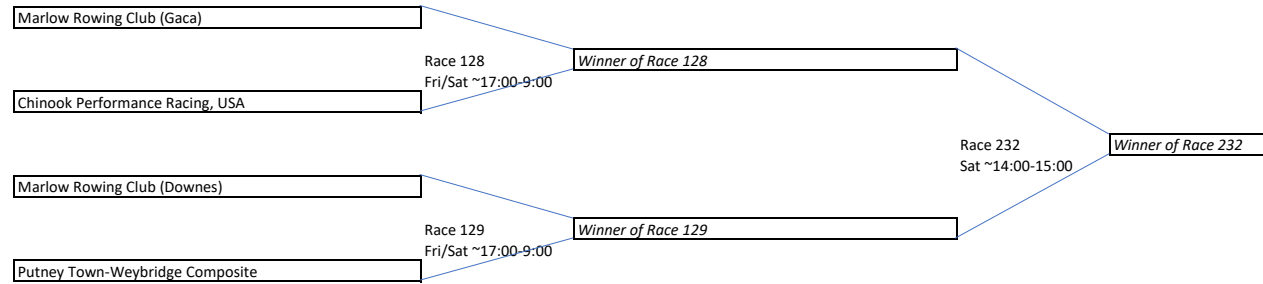 Marlow Rowing Club (Gaca)
Race 128
Fri/Sat ~17:00-9:00
Winner of Race 128
Chinook Performance Racing, USA
Race 232
Sat ~14:00-15:00
Winner of Race 232
Marlow Rowing Club (Downes)
Race 129
Fri/Sat ~17:00-9:00
Winner of Race 129
Putney Town-Weybridge Composite